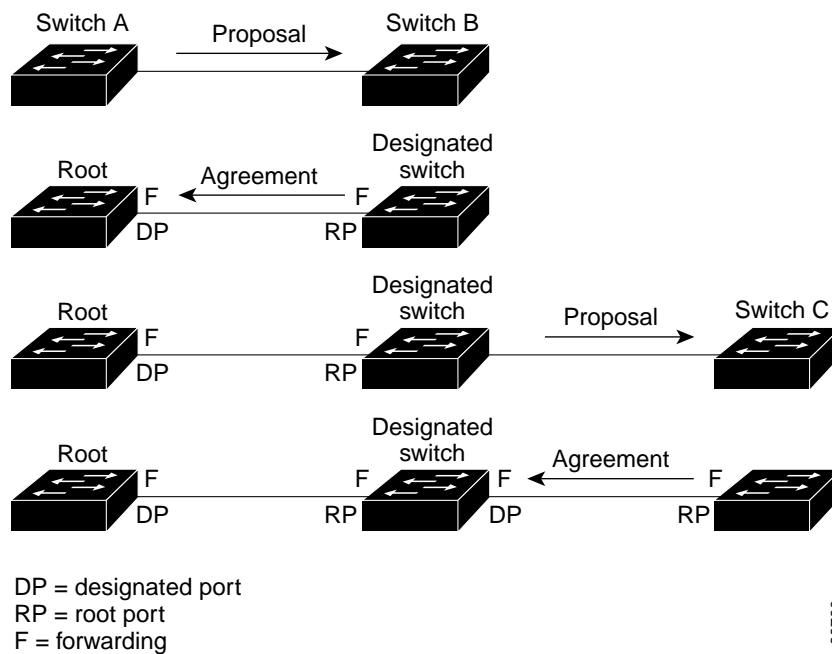 Switch A
Proposal
Switch B
Designated
switch
Root
F
Agreement
F
DP
RP
Designated
switch
Root
F
F
Proposal
Switch C
DP
RP
Designated
switch
Root
F
F
F
Agreement
F
DP
RP
DP
RP
DP = designated port
RP = root port
F = forwarding